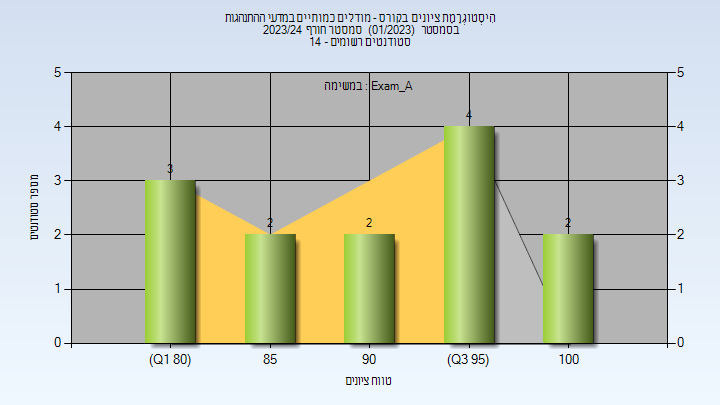 הִיסְטוֹגְרָמַת ציונים בקורס - מודלים כמותיים במדעי ההתנהגות
בסמסטר (01/2023) סמסטר חורף 2023/24
סטודנטים רשומים - 14
במשימה : Exam_A
5 5
4 4
3 3
2 2
1 1
0 0
3 2 2 4 2
מספר סטודנטים
(Q1 80) 85 90 (Q3 95) 100
טווח ציונים